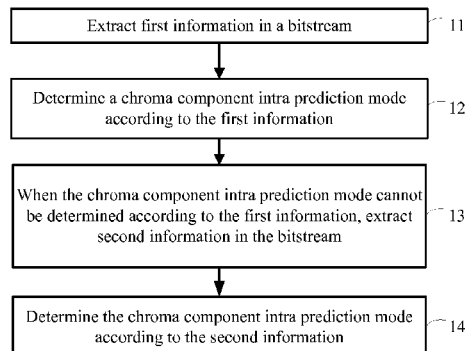 Extract first information in a bitstream
11
Determine a chroma component intra prediction mode
according to the first information
12
When the chroma component intra prediction mode cannot
be determined according to the first information, extract
second information in the bitstream
13
Determine the chroma component intra prediction mode
according to the second information
14